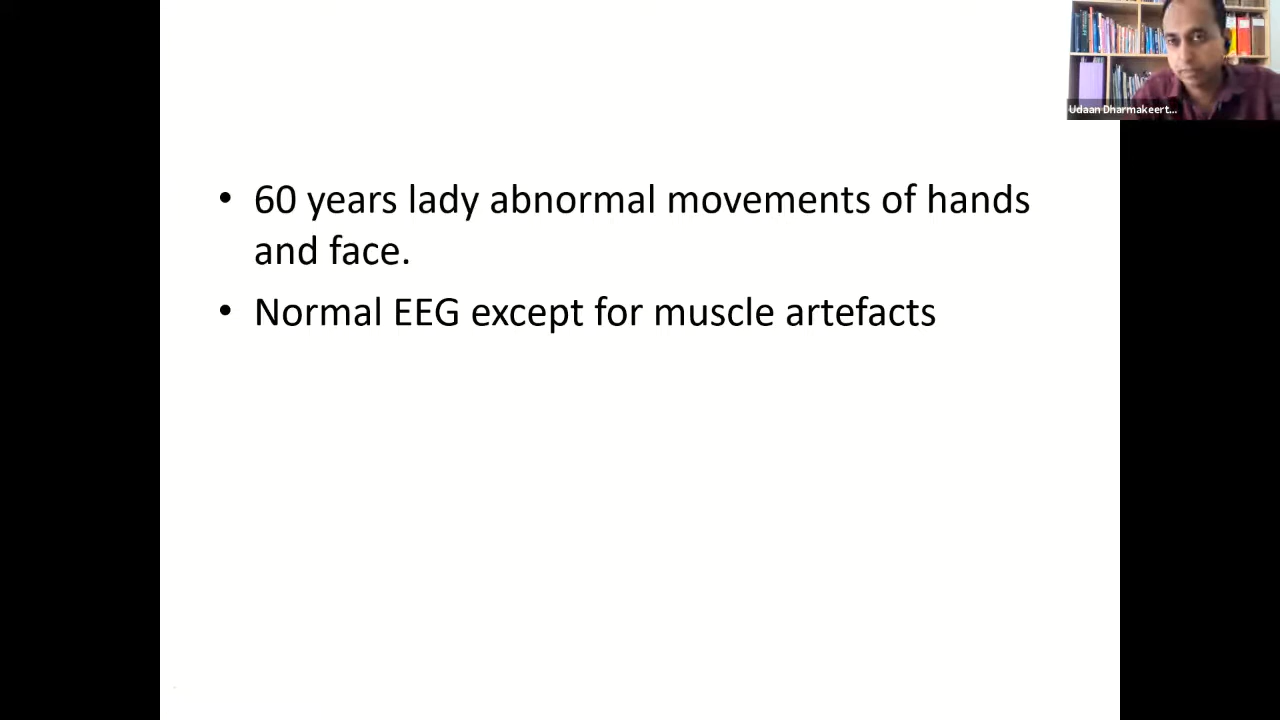 Udaan Dharmakeert...
• 60 years lady abnormal movements of hands
and face.
• Normal EEG except for muscle artefacts